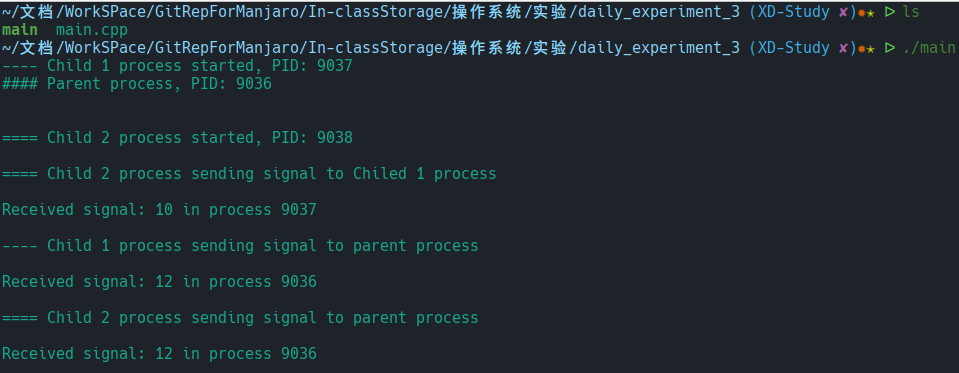 ~/文档/WorkSPace/GitRepForManjaro/In-classStorage/操作系统/实验/daily_experiment_3 (XD-Study ✘)✹★ ᐅ ls
main  main.cpp
~/文档/WorkSPace/GitRepForManjaro/In-classStorage/操作系统/实验/daily_experiment_3 (XD-Study ✘)✹★ ᐅ ./main
---- Child 1 process started, PID: 9037
#### Parent process, PID: 9036
==== Child 2 process started, PID: 9038
==== Child 2 process sending signal to Chiled 1 process
Received signal: 10 in process 9037
---- Child 1 process sending signal to parent process
Received signal: 12 in process 9036
==== Child 2 process sending signal to parent process
Received signal: 12 in process 9036